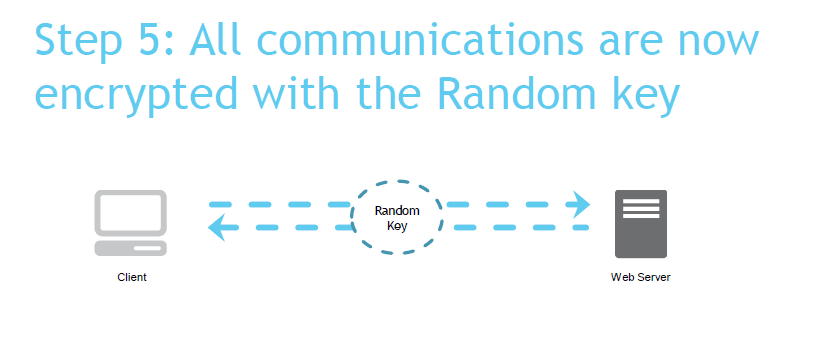 Step 5: All communications are now
encrypted with the Random key
Random
Key
Client
Web Server